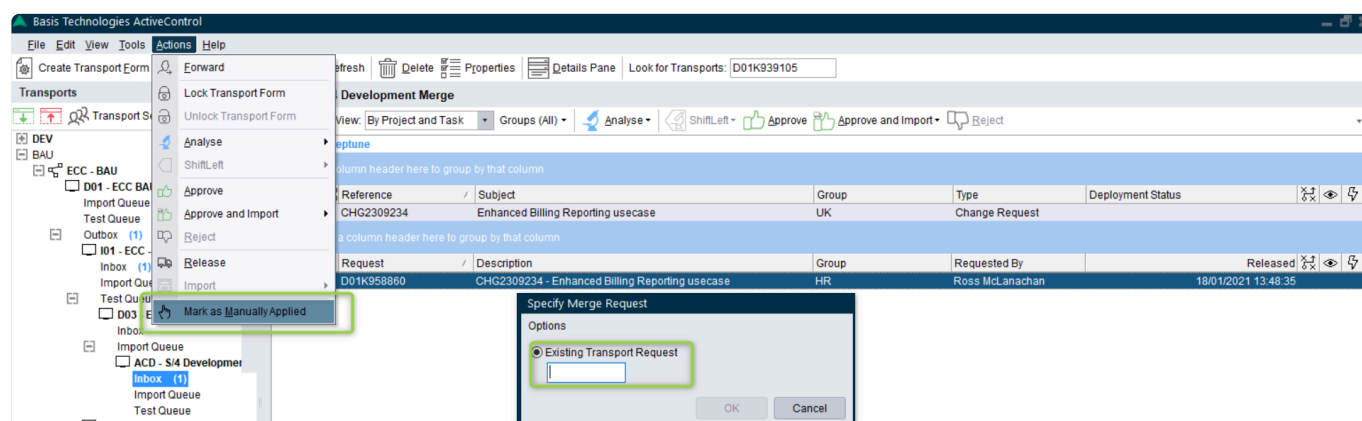 Basis Technologies ActiveControl
File Edit View Tools Actions Help
Create Transport Form
efresh Delete Properties Details Pane Look for Transports: D01K939105
Transports
Development Merge
Transport Se
View: By Project and Task Groups (All) Analyse ShiftLeft Approve Approve and Import Reject
Forward
Lock Transport Form
Unlock Transport Form
Analyse
ShiftLeft
Approve
Approve and Import
Reject
Release
Import
Mark as Manually Applied
DEV
BAU
ECC - BAU
D01 - ECC BAU
Import Queue
Test Queue
Outbox (1)
I01 - ECC -
Inbox (1)
Import Que
Test Queu
D03 - E
Inbox
Import Queue
ACD - S/4 Developmer
Inbox (1)
Import Queue
Test Queue
eptune
olumn header here to group by that column
Reference / Subject Group Type Deployment Status
CHG2309234 Enhanced Billing Reporting usecase UK Change Request
a column header here to group by that column
Request / Description Group Requested By Released
D01K958860 CHG2309234 - Enhanced Billing Reporting usecase HR Ross McLanachan 18/01/2021 13:48:35
Specify Merge Request
Options
Existing Transport Request
OK Cancel